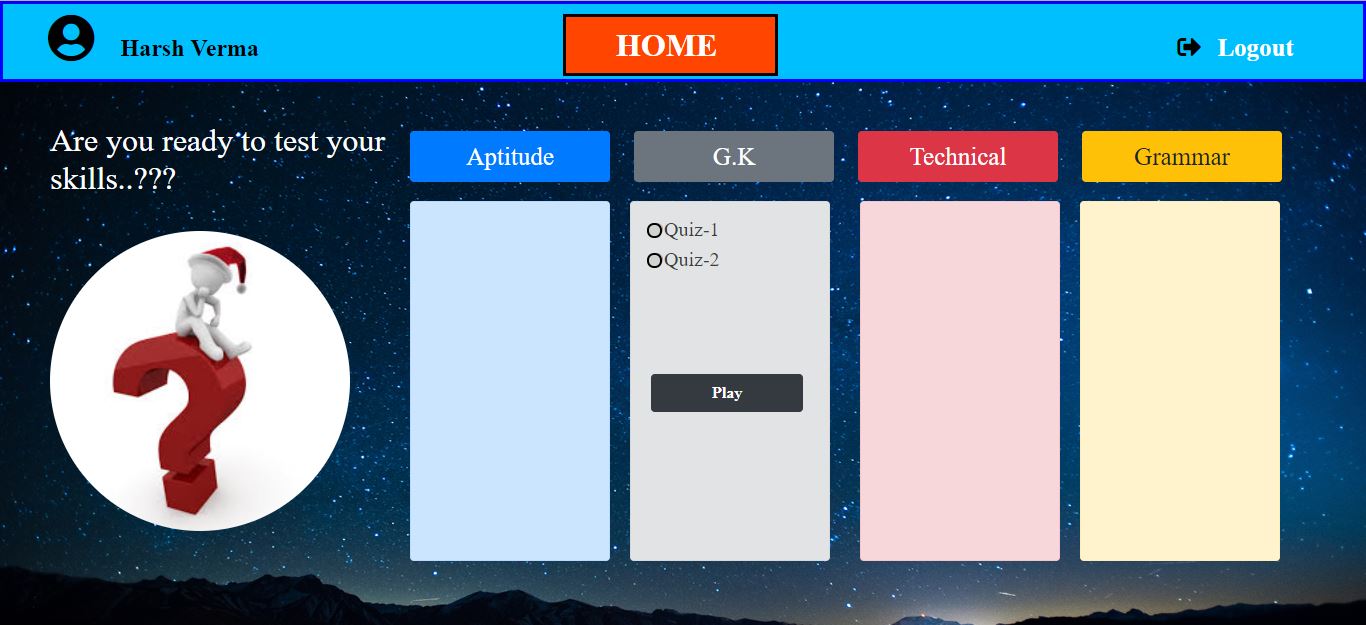 Harsh Verma
HOME
Logout
Are you ready to test your
skills..???
Aptitude
G.K
Technical
Grammar
Quiz-1
Quiz-2
Play